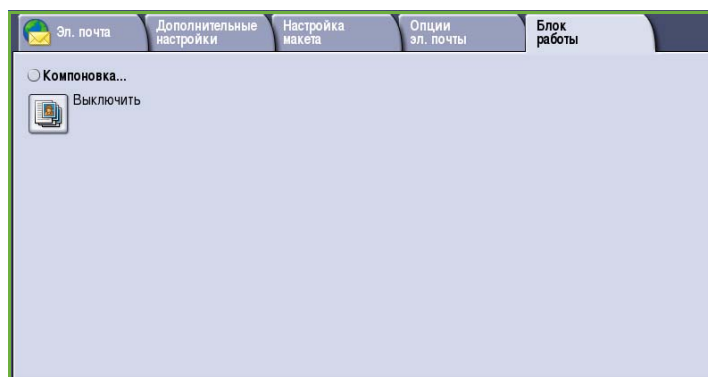 Эл. почта
Дополнительные
настройки
Настройка
макета
Опции
эл. почты
Блок
работы
Компоновка...
Выключить